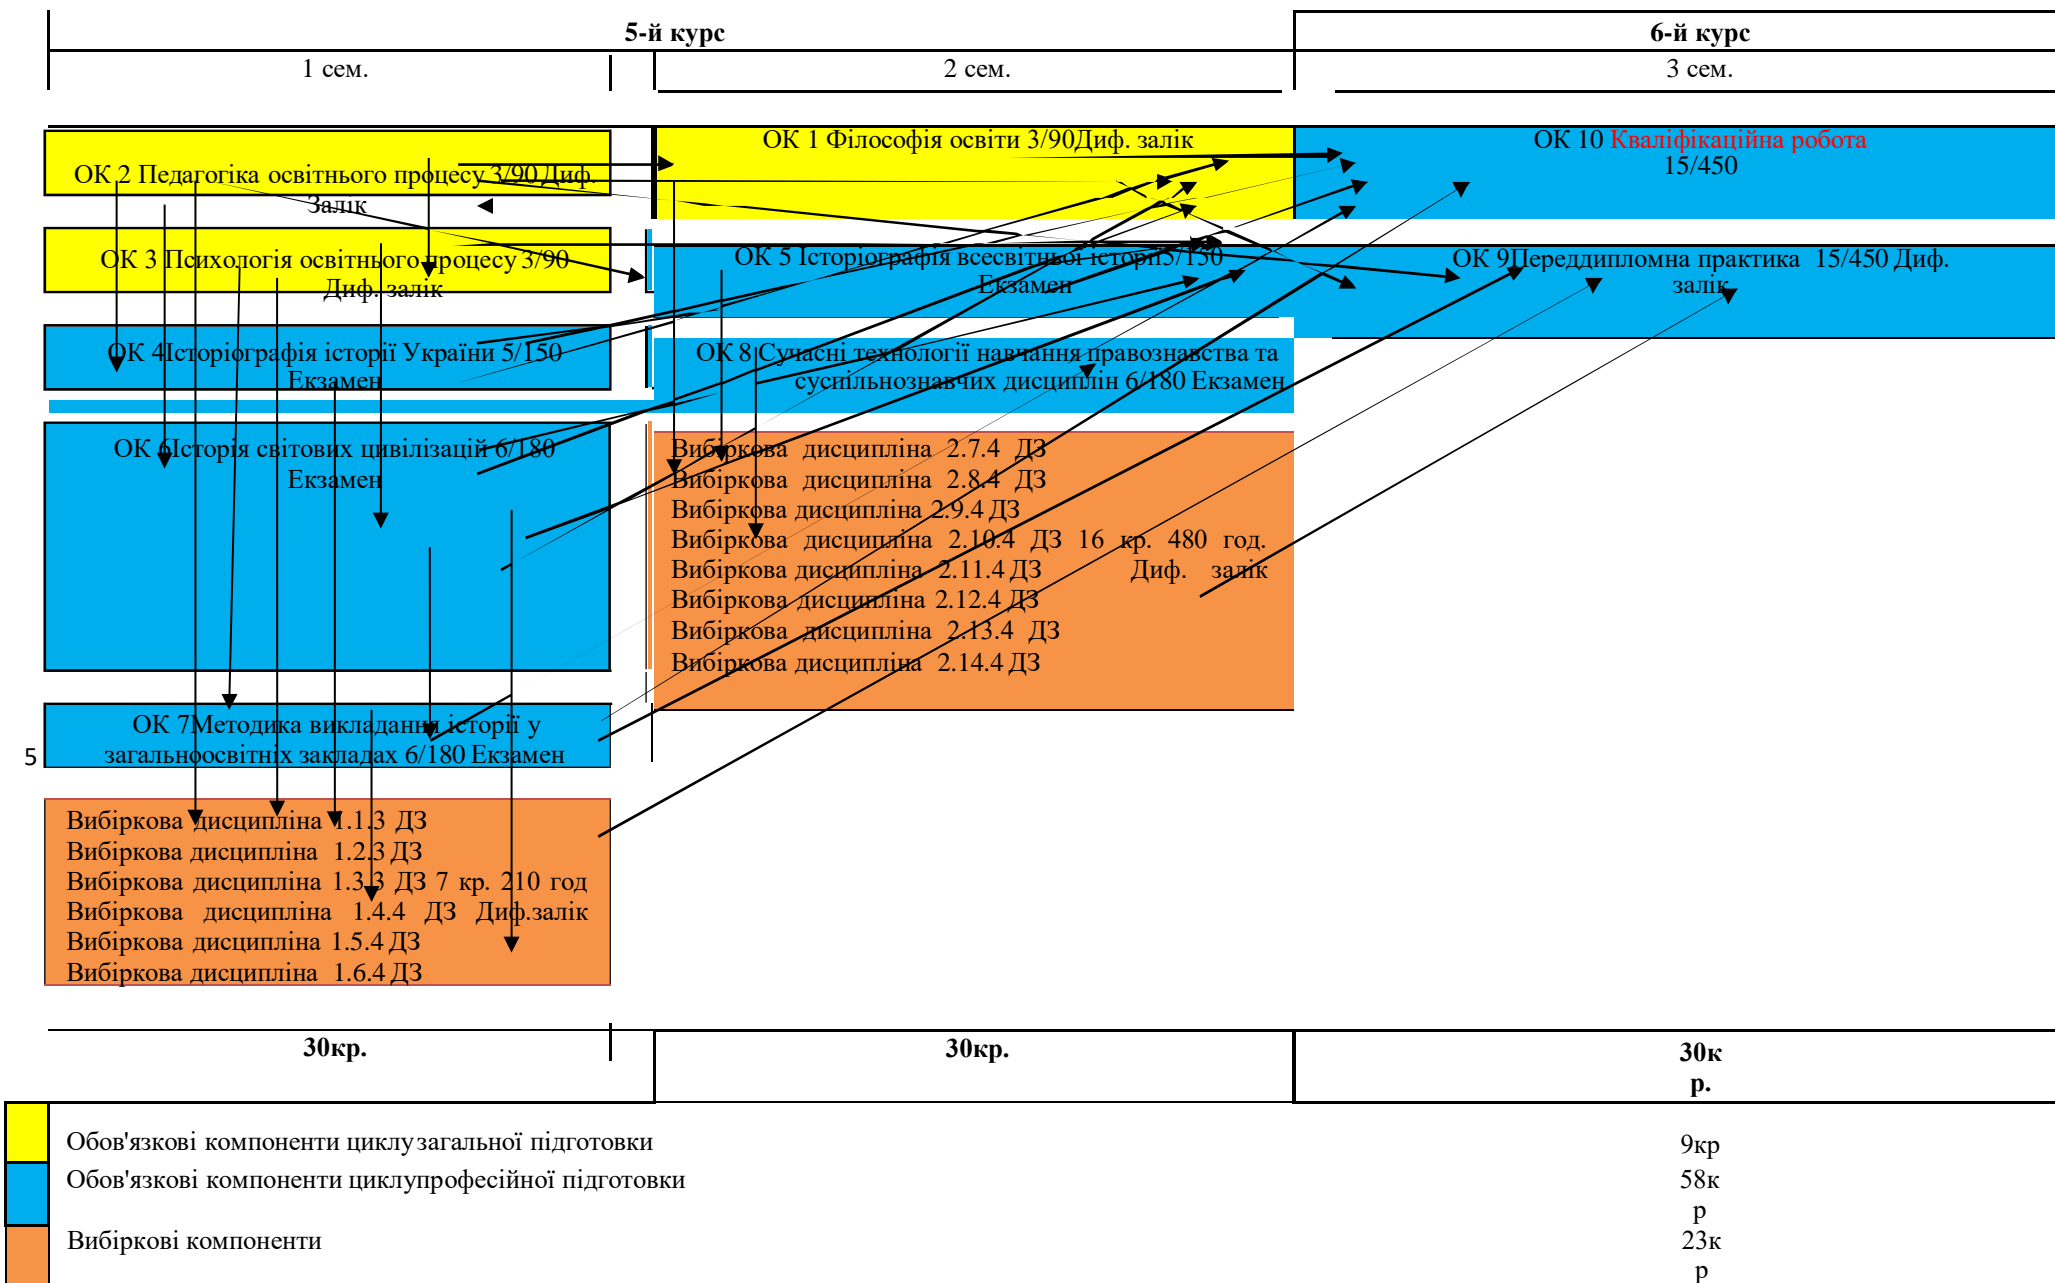 5-й курс
6-й курс
1 сем.
2 сем.
3 сем.
ОК 2 Педагогіка освітнього процесу 3/90 Диф.
Залік
ОК 3 Психологія освітнього процесу 3/90
Диф. залік
ОК 4Історіографія історії України 5/150
Екзамен
ОК 6Історія світових цивілізацій 6/180
Екзамен
ОК 7Методика викладання історії у
загальноосвітніх закладах 6/180 Екзамен
5
Вибіркова дисципліна 1.1.3 ДЗ
Вибіркова дисципліна 1.2.3 ДЗ
Вибіркова дисципліна 1.3.3 ДЗ 7 кр. 210 год
Вибіркова дисципліна 1.4.4 ДЗ Диф.залік
Вибіркова дисципліна 1.5.4 ДЗ
Вибіркова дисципліна 1.6.4 ДЗ
ОК 1 Філософія освіти 3/90Диф. залік
ОК 5 Історіографія всесвітньої історії5/150
Екзамен
ОК 8 Сучасні технології навчання правознавства та
суспільнознавчих дисциплін 6/180 Екзамен
Вибіркова дисципліна 2.7.4 ДЗ
Вибіркова дисципліна 2.8.4 ДЗ
Вибіркова дисципліна 2.9.4 ДЗ
Вибіркова дисципліна 2.10.4 ДЗ 16 кр. 480 год.
Вибіркова дисципліна 2.11.4 ДЗ Диф. залік
Вибіркова дисципліна 2.12.4 ДЗ
Вибіркова дисципліна 2.13.4 ДЗ
Вибіркова дисципліна 2.14.4 ДЗ
ОК 10 Кваліфікаційна робота
15/450
ОК 9Переддипломна практика 15/450 Диф.
залік
30кр.
30кр.
30к
р.
Обов'язкові компоненти циклу загальної підготовки
9кр
Обов'язкові компоненти циклупрофесійної підготовки
58к
р
Вибіркові компоненти
23к
р